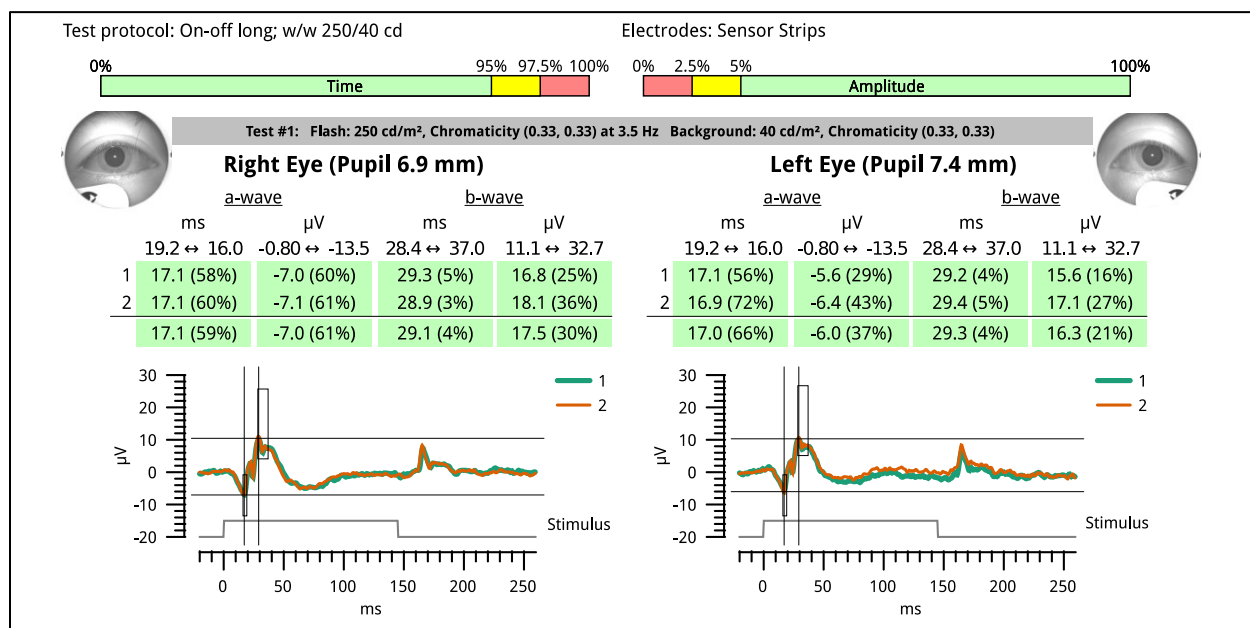 Test protocol: On-off long; w/w 250/40 cd Electrodes: Sensor Strips
0% 95% 97.5% 100% 0% 2.5% 5% 100%
Time Amplitude
Test #1: Flash: 250 cd/m², Chromaticity (0.33, 0.33) at 3.5 Hz Background: 40 cd/m², Chromaticity (0.33, 0.33)
Right Eye (Pupil 6.9 mm) Left Eye (Pupil 7.4 mm)
a-wave b-wave a-wave b-wave
ms µV ms µV ms µV ms µV
19.2 ↔ 16.0 -0.80 ↔ -13.5 28.4 ↔ 37.0 11.1 ↔ 32.7 19.2 ↔ 16.0 -0.80 ↔ -13.5 28.4 ↔ 37.0 11.1 ↔ 32.7
1 17.1 (58%) -7.0 (60%) 29.3 (5%) 16.8 (25%) 1 17.1 (56%) -5.6 (29%) 29.2 (4%) 15.6 (16%)
2 17.1 (60%) -7.1 (61%) 28.9 (3%) 18.1 (36%) 2 16.9 (72%) -6.4 (43%) 29.4 (5%) 17.1 (27%)
17.1 (59%) -7.0 (61%) 29.1 (4%) 17.5 (30%) 17.0 (66%) -6.0 (37%) 29.3 (4%) 16.3 (21%)
30 1 30 1
20 2 20 2
10 10
µV 0 µV 0
-10 -10
Stimulus Stimulus
-20 -20
0 50 100 150 200 250 0 50 100 150 200 250
ms ms